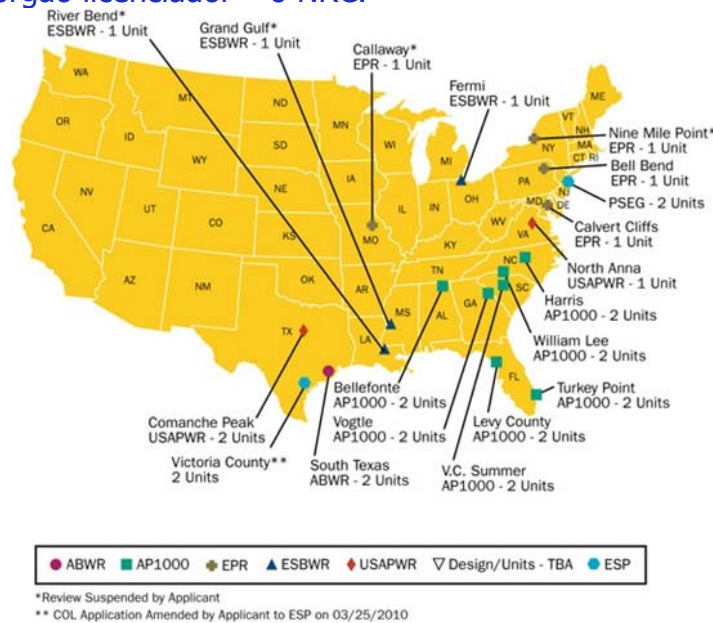 órgão licenciador – o NRC.
River Bend*
ESBWR - 1 Unit
Grand Gulf*
ESBWR - 1 Unit
Callaway*
EPR - 1 Unit
Fermi
ESBWR - 1 Unit
Nine Mile Point*
EPR - 1 Unit
Bell Bend
EPR - 1 Unit
PSEG - 2 Units
Calvert Cliffs
EPR - 1 Unit
North Anna
USAPWR - 1 Unit
Harris
AP1000 - 2 Units
William Lee
AP1000 - 2 Units
Turkey Point
AP1000 - 2 Units
Levy County
AP1000 - 2 Units
V.C. Summer
AP1000 - 2 Units
Bellefonte
AP1000 - 2 Units
Vogtle
AP1000 - 2 Units
South Texas
ABWR - 2 Units
Victoria County**
2 Units
Comanche Peak
USAPWR - 2 Units
WA
MT
ND
MN
OR
ID
SD
WI
MI
WY
IA
NE
NV
UT
CO
CA
KS
MO
IL
IN
OH
PA
NY
VT
NH
ME
MA
CT RI
NJ
MD
DE
WV
VA
KY
NC
TN
SC
AZ
NM
OK
AR
MS
AL
GA
LA
TX
FL
ABWR AP1000 EPR ESBWR USAPWR Design/Units - TBA ESP
*Review Suspended by Applicant
** COL Application Amended by Applicant to ESP on 03/25/2010